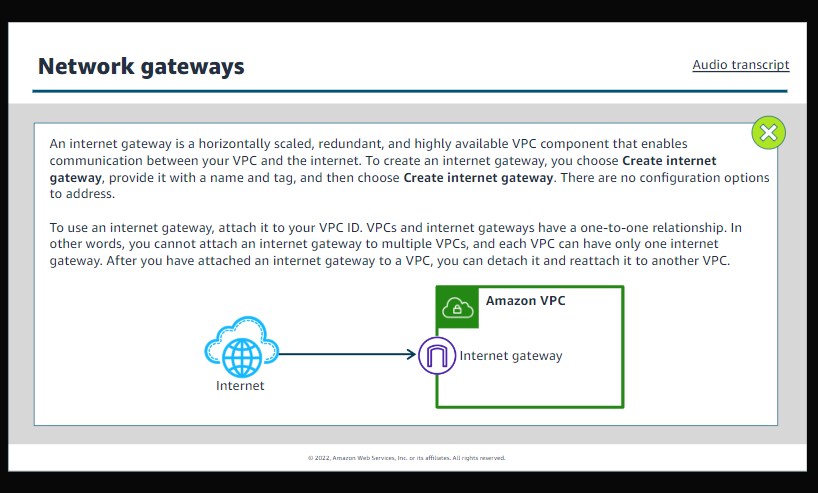 Network gateways
Audio transcript
An internet gateway is a horizontally scaled, redundant, and highly available VPC component that enables
communication between your VPC and the internet. To create an internet gateway, you choose Create internet
gateway, provide it with a name and tag, and then choose Create internet gateway. There are no configuration options
to address.
To use an internet gateway, attach it to your VPC ID. VPCs and internet gateways have a one-to-one relationship. In
other words, you cannot attach an internet gateway to multiple VPCs, and each VPC can have only one internet
gateway. After you have attached an internet gateway to a VPC, you can detach it and reattach it to another VPC.
Amazon VPC
Internet gateway
Internet
© 2022, Amazon Web Services, Inc. or its affiliates. All rights reserved.